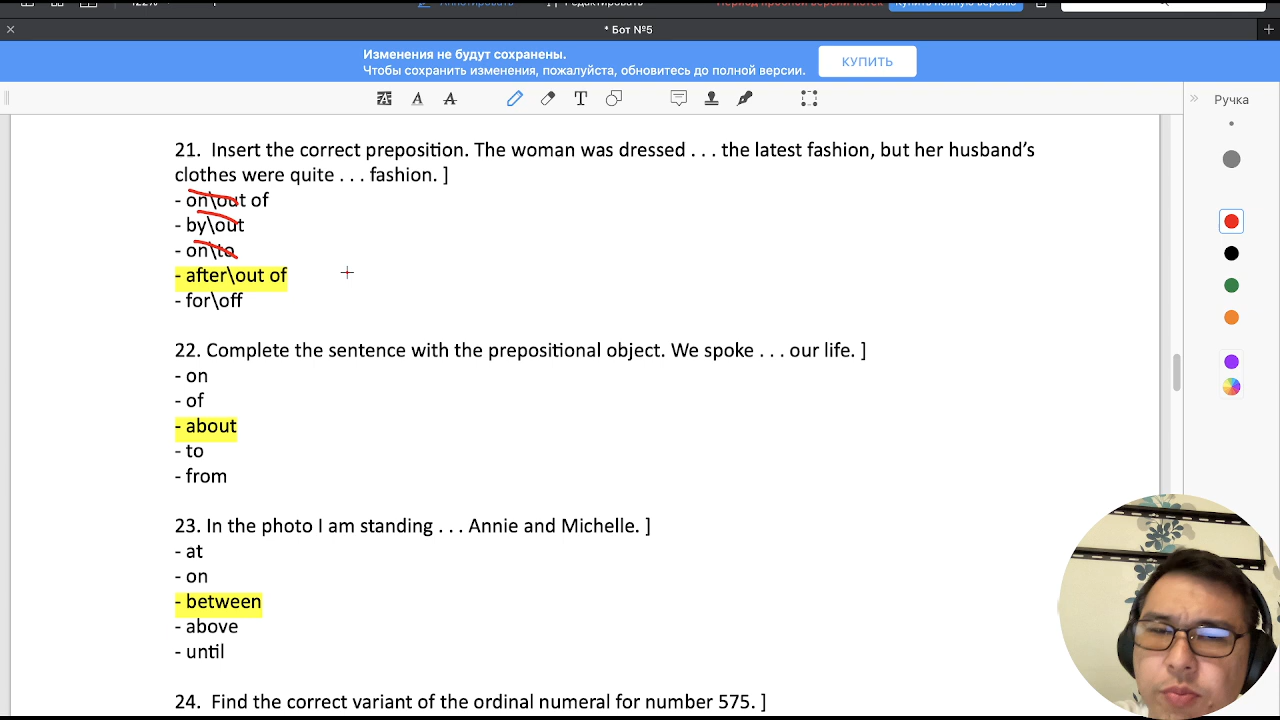 * Бот №5
Изменения не будут сохранены.
Чтобы сохранить изменения, пожалуйста, обновитесь до полной версии.
КУПИТЬ
Ручка
21. Insert the correct preposition. The woman was dressed . . . the latest fashion, but her husband's
clothes were quite . . . fashion. ]
- on\out of
- by\out
- on\to
- after\out of
- for\off
22. Complete the sentence with the prepositional object. We spoke . . . our life. ]
- on
- of
- about
- to
- from
23. In the photo I am standing . . . Annie and Michelle. ]
- at
- on
- between
- above
- until
24. Find the correct variant of the ordinal numeral for number 575. ]